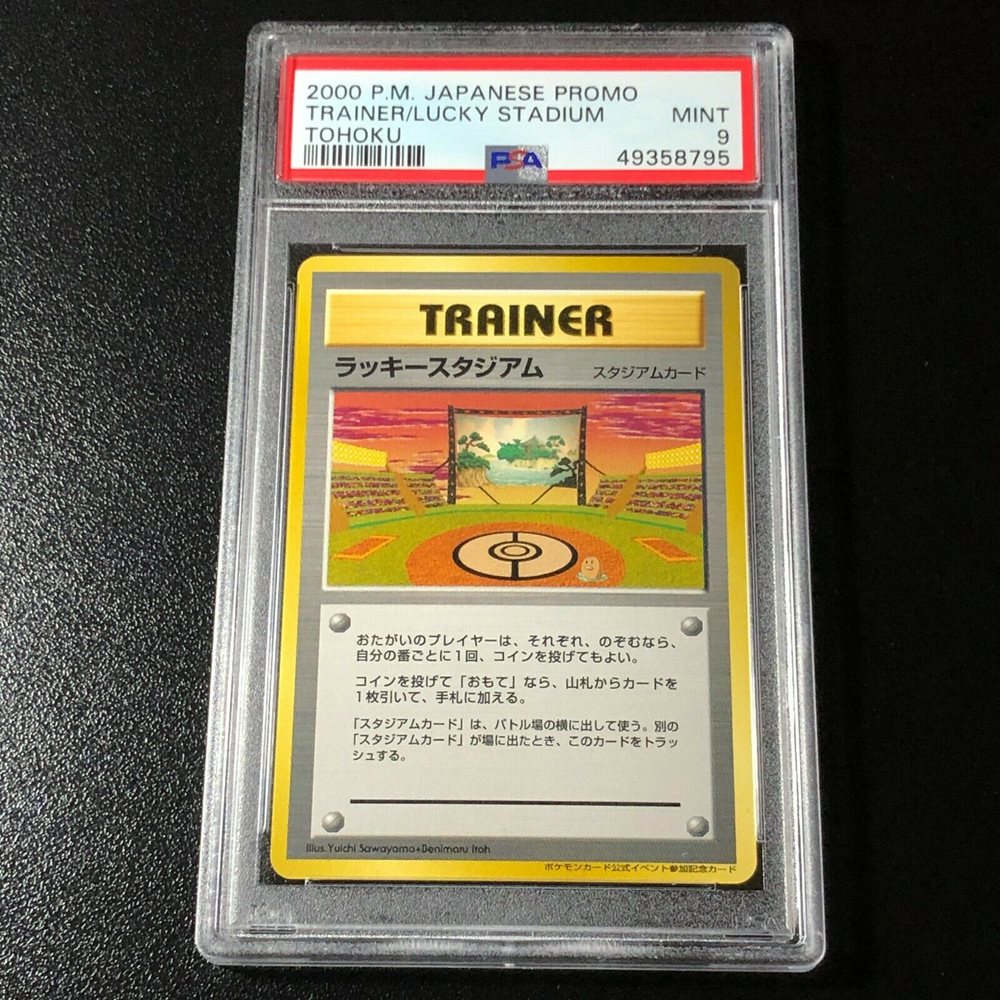 2000 P.M. JAPANESE PROMO
TRAINER/LUCKY STADIUM MINT
TOHOKU 9
PSA 49358795
TRAINER
ラッキースタジアム スタジアムカード
おたがいのプレイヤーは、それぞれ、のぞむなら、
自分の番ごとに1回、コインを投げてもよい。
コインを投げて「おもて」なら、山札からカードを
1枚引いて、手札に加える。
「スタジアムカード」は、バトル場の横に出して使う。別の
「スタジアムカード」が場に出たとき、このカードをトラッ
シュする。
Illus.Yuichi Sawayama+Benimaru Itoh
ポケモンカード公式イベント参加記念カード